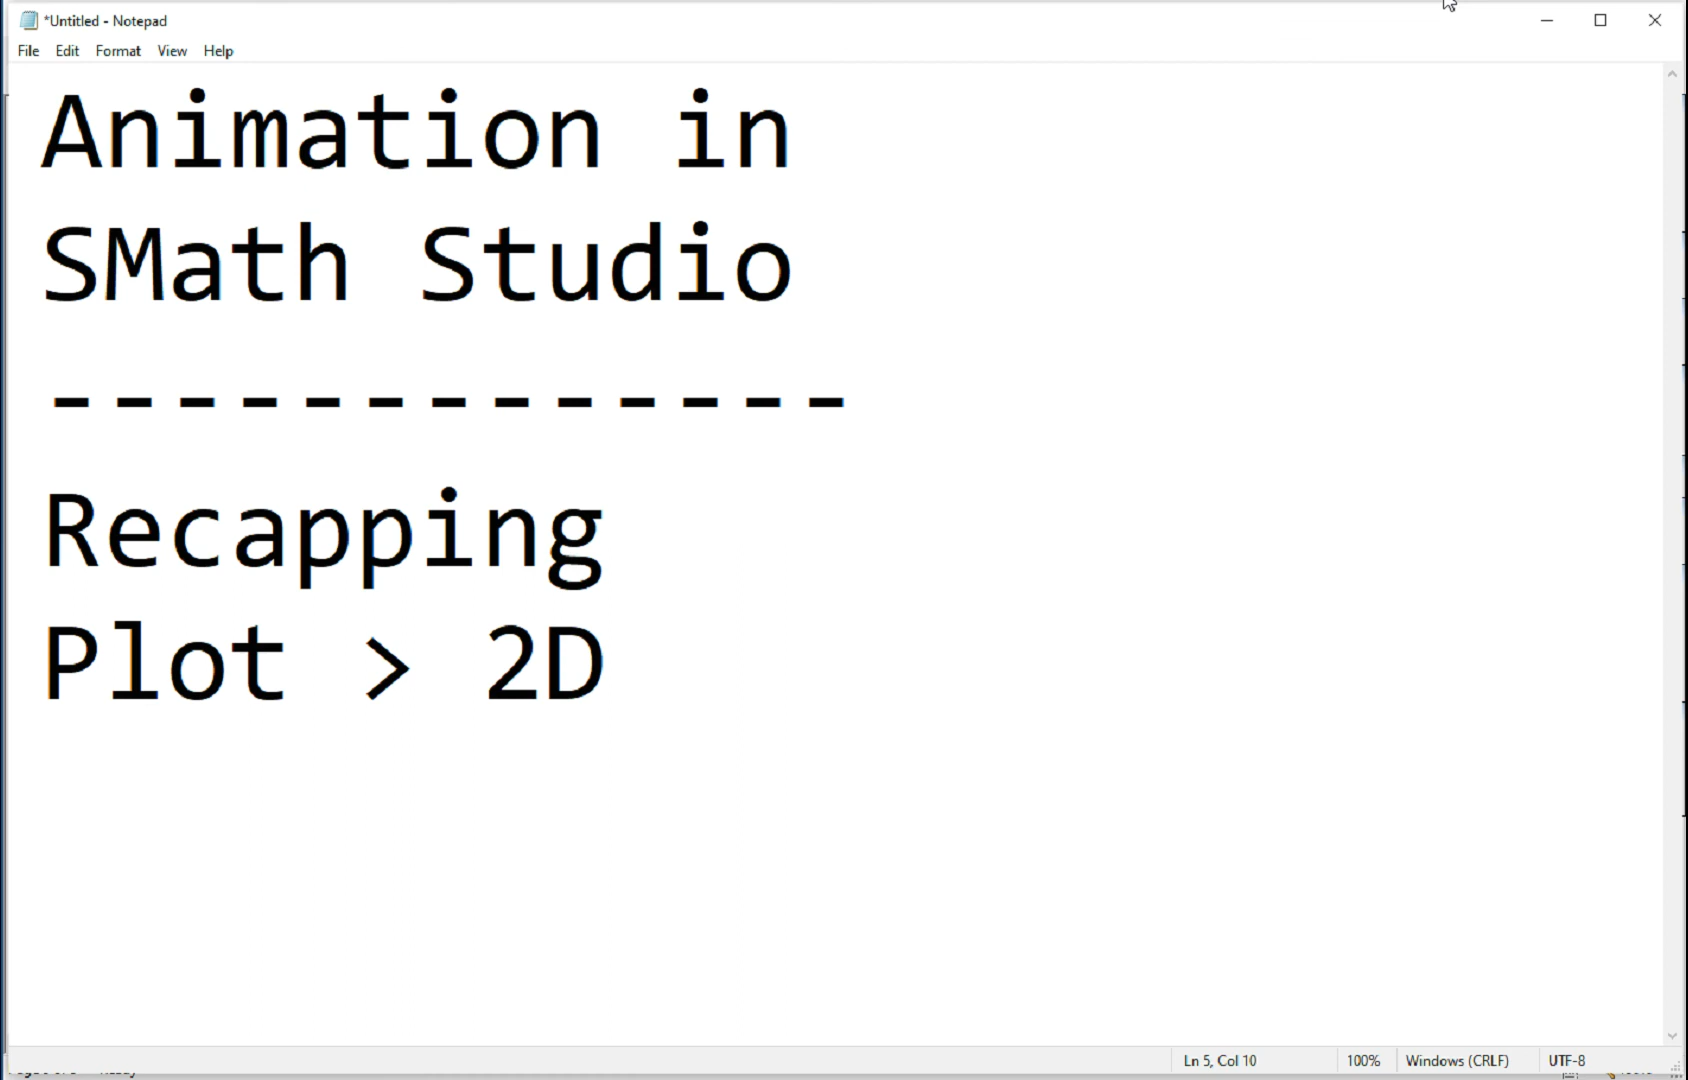 *Untitled - Notepad
File Edit Format View Help
Animation in
SMath Studio
-------------
Recapping
Plot > 2D
Ln 5, Col 10 100% Windows (CRLF) UTF-8